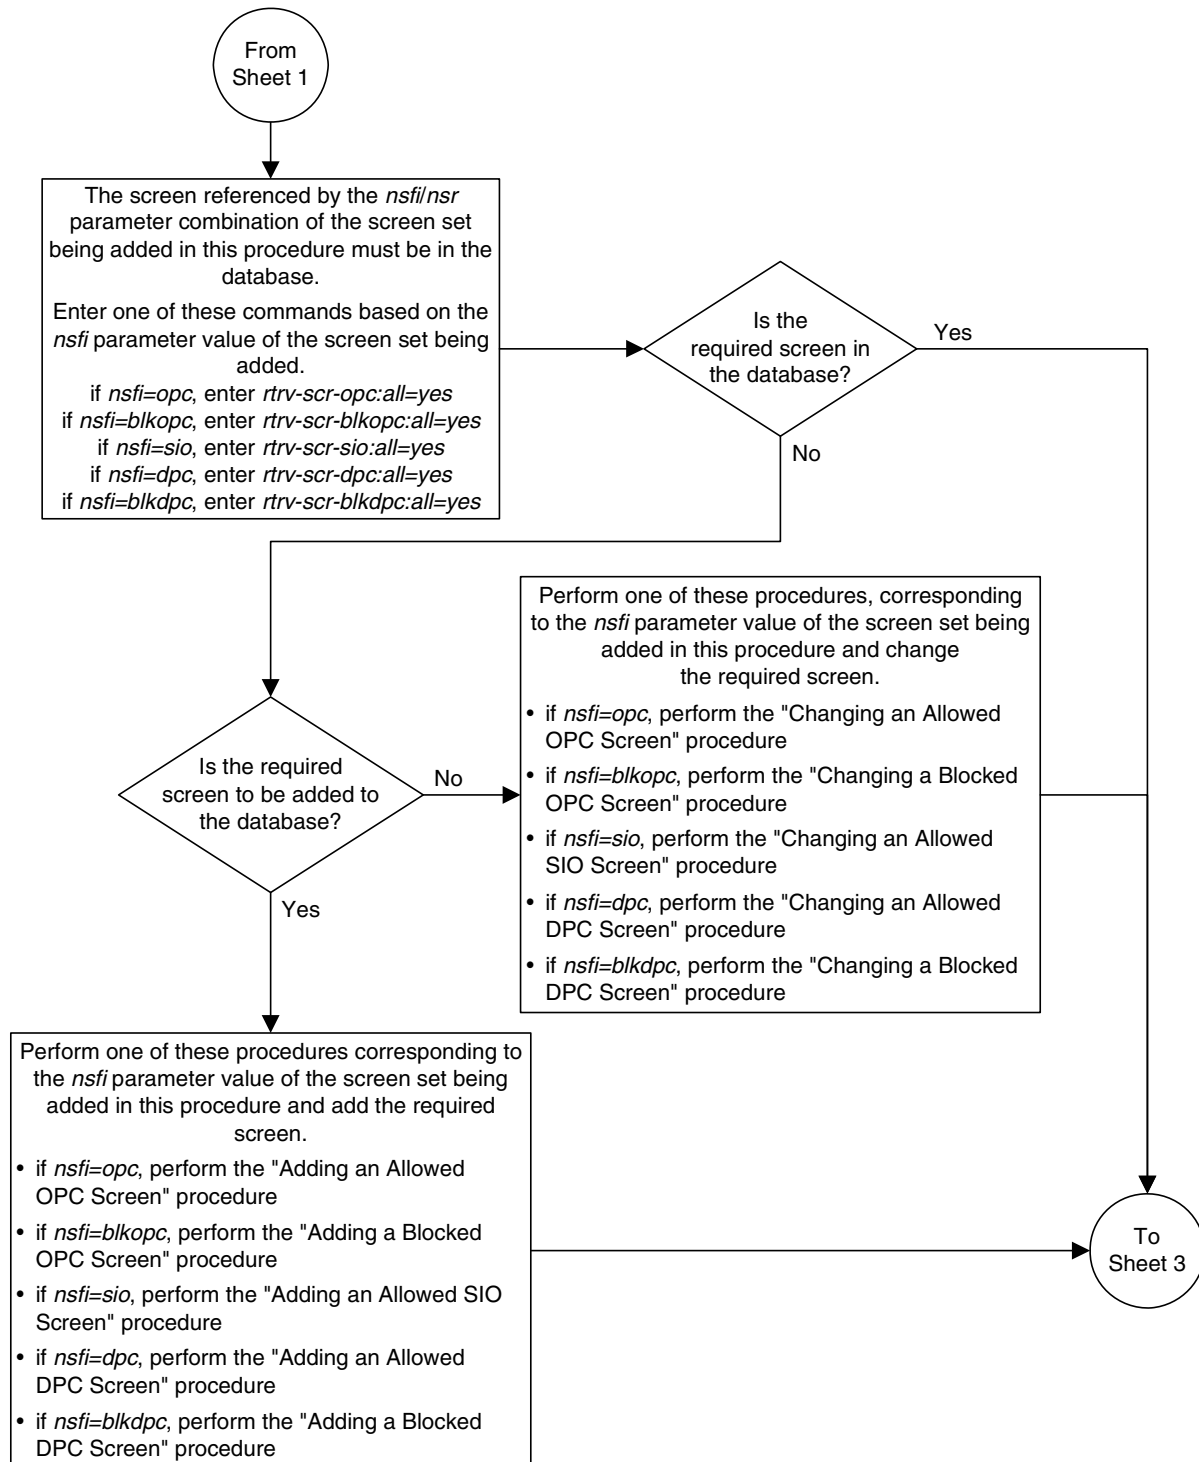 From
Sheet 1
The screen referenced by the nsfi/nsr
parameter combination of the screen set
being added in this procedure must be in the
database.
Enter one of these commands based on the
nsfi parameter value of the screen set being
added.
if nsfi=opc, enter rtrv-scr-opc:all=yes
if nsfi=blkopc, enter rtrv-scr-blkopc:all=yes
if nsfi=sio, enter rtrv-scr-sio:all=yes
if nsfi=dpc, enter rtrv-scr-dpc:all=yes
if nsfi=blkdpc, enter rtrv-scr-blkdpc:all=yes
Is the
required screen in
the database?
Yes
No
Perform one of these procedures, corresponding
to the nsfi parameter value of the screen set being
added in this procedure and change
the required screen.
• if nsfi=opc, perform the "Changing an Allowed
OPC Screen" procedure
• if nsfi=blkopc, perform the "Changing a Blocked
OPC Screen" procedure
• if nsfi=sio, perform the "Changing an Allowed
SIO Screen" procedure
• if nsfi=dpc, perform the "Changing an Allowed
DPC Screen" procedure
• if nsfi=blkdpc, perform the "Changing a Blocked
DPC Screen" procedure
Is the required
screen to be added to
the database?
No
Yes
Perform one of these procedures corresponding to
the nsfi parameter value of the screen set being
added in this procedure and add the required
screen.
• if nsfi=opc, perform the "Adding an Allowed
OPC Screen" procedure
• if nsfi=blkopc, perform the "Adding a Blocked
OPC Screen" procedure
• if nsfi=sio, perform the "Adding an Allowed SIO
Screen" procedure
• if nsfi=dpc, perform the "Adding an Allowed
DPC Screen" procedure
• if nsfi=blkdpc, perform the "Adding a Blocked
DPC Screen" procedure
To
Sheet 3